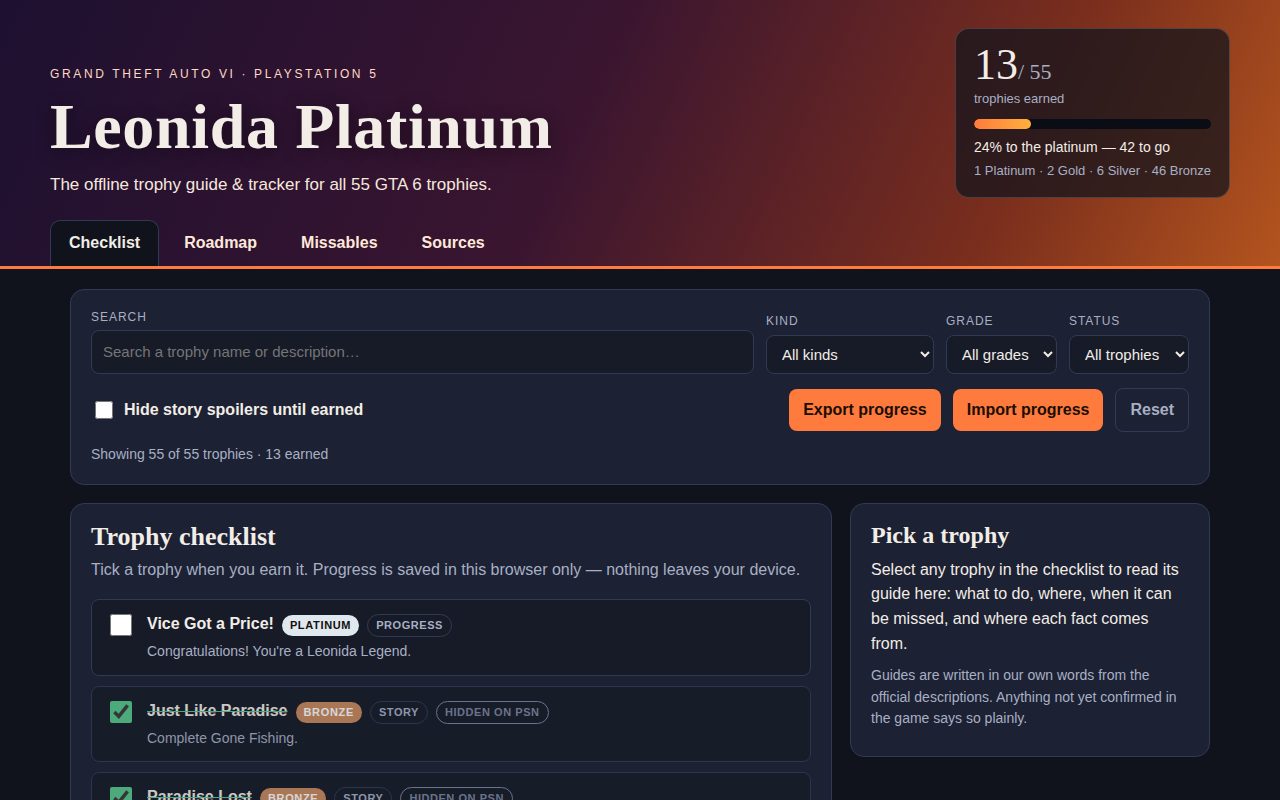 GRAND THEFT AUTO VI · PLAYSTATION 5
Leonida Platinum
The offline trophy guide & tracker for all 55 GTA 6 trophies.
13/ 55
trophies earned
24% to the platinum — 42 to go
1 Platinum · 2 Gold · 6 Silver · 46 Bronze
Checklist Roadmap Missables Sources
SEARCH KIND GRADE STATUS
Search a trophy name or description… All kinds All grades All trophies
Hide story spoilers until earned Export progress Import progress Reset
Showing 55 of 55 trophies · 13 earned
Trophy checklist
Tick a trophy when you earn it. Progress is saved in this browser only — nothing leaves your device.
Vice Got a Price! PLATINUM PROGRESS
Congratulations! You're a Leonida Legend.
Just Like Paradise BRONZE STORY HIDDEN ON PSN
Complete Gone Fishing.
Paradise Lost BRONZE STORY HIDDEN ON PSN
Pick a trophy
Select any trophy in the checklist to read its
guide here: what to do, where, when it can
be missed, and where each fact comes
from.
Guides are written in our own words from the
official descriptions. Anything not yet confirmed in
the game says so plainly.